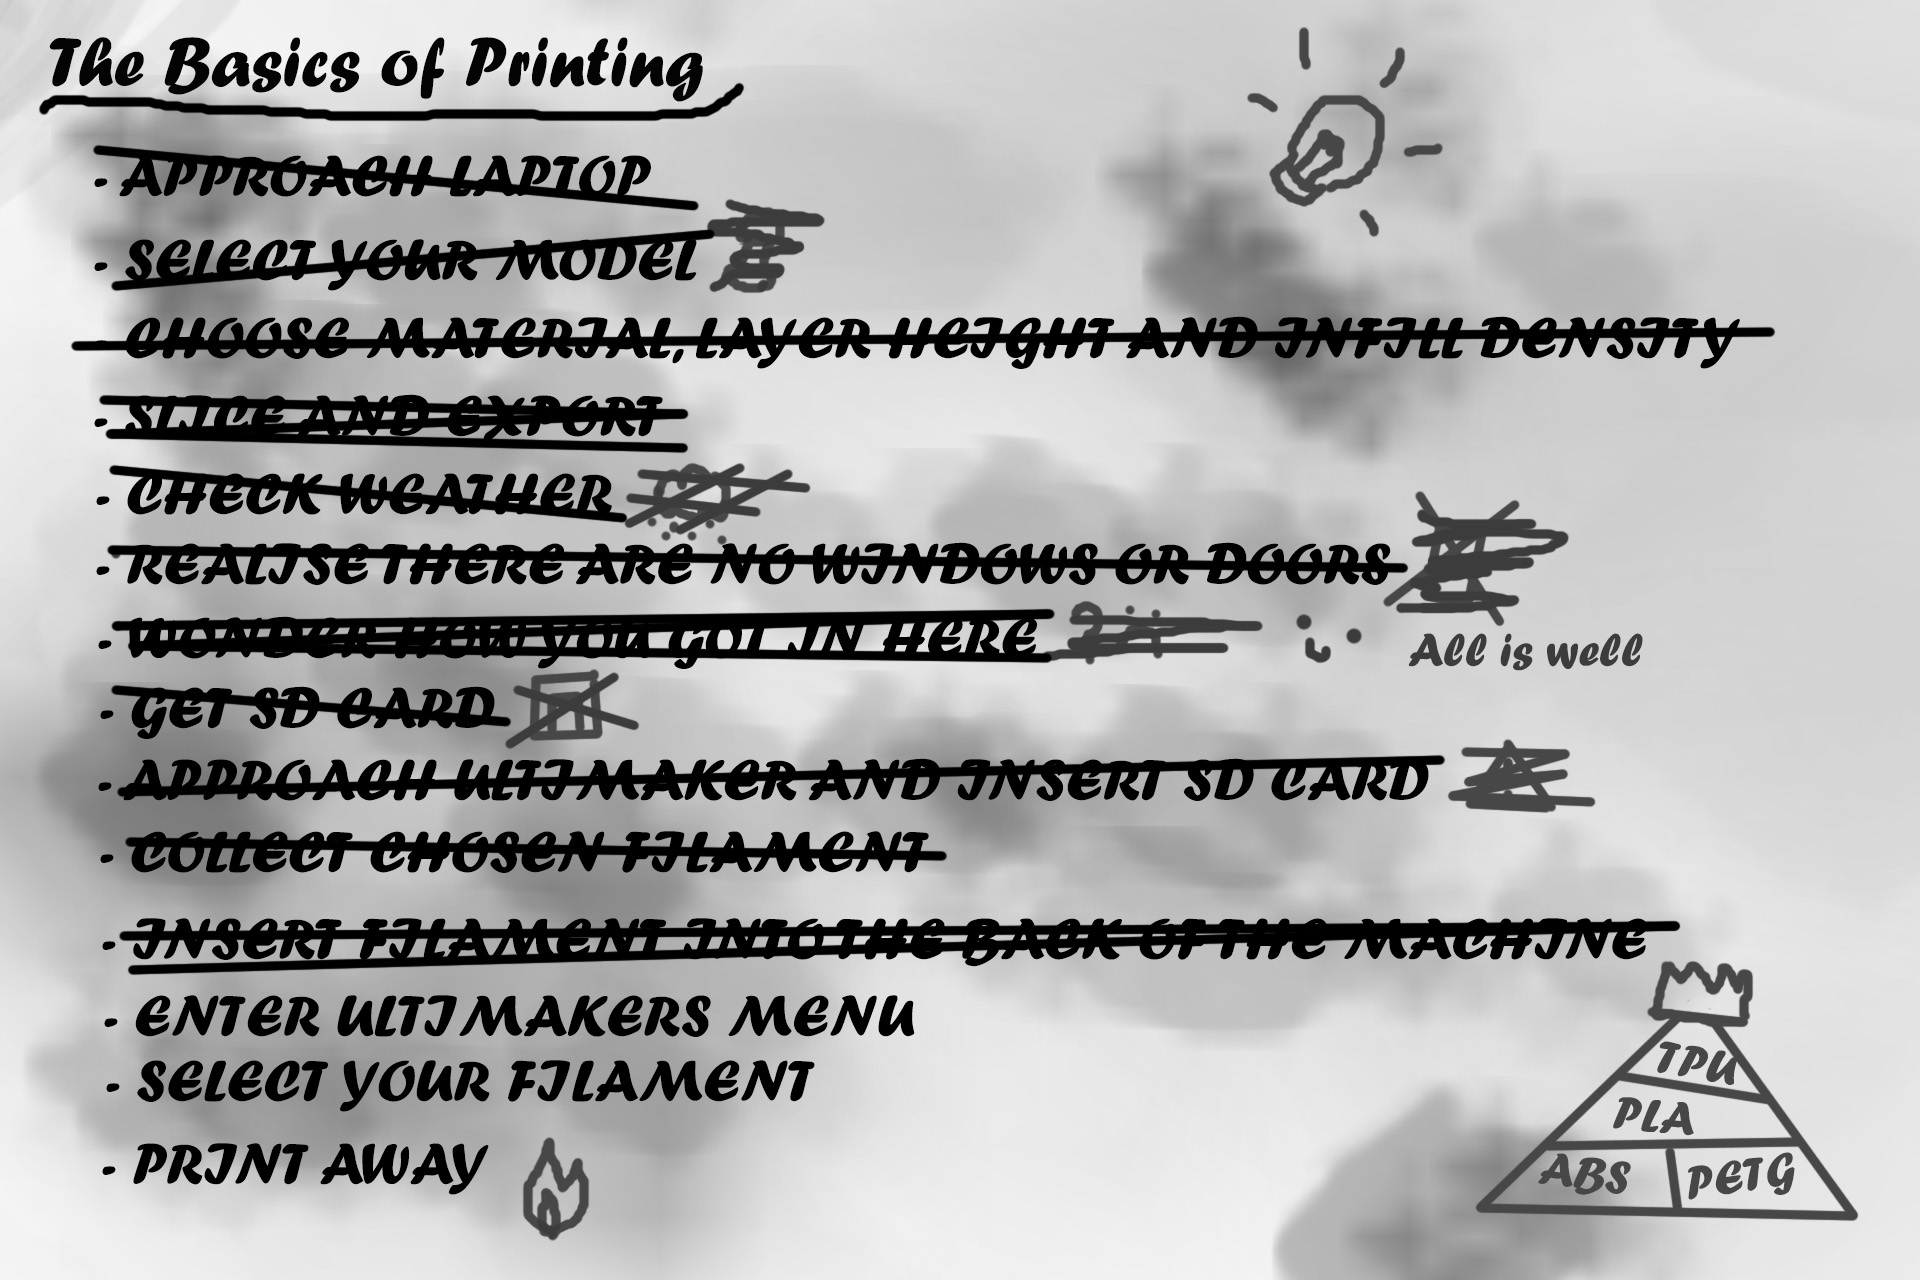 The Basics of Printing
- APPROACH LAPTOP
- SELECT YOUR MODEL
- CHOOSE MATERIAL, LAYER HEIGHT AND INFILL DENSITY
- SLICE AND EXPORT
- CHECK WEATHER
- REALISE THERE ARE NO WINDOWS OR DOORS
- WONDER HOW YOU GOT IN HERE
All is well
- GET SD CARD
- APPROACH ULTIMAKER AND INSERT SD CARD
- COLLECT CHOSEN FILAMENT
- INSERT FILAMENT INTO THE BACK OF THE MACHINE
- ENTER ULTIMAKERS MENU
- SELECT YOUR FILAMENT
- PRINT AWAY
TPU
PLA
ABS PETG